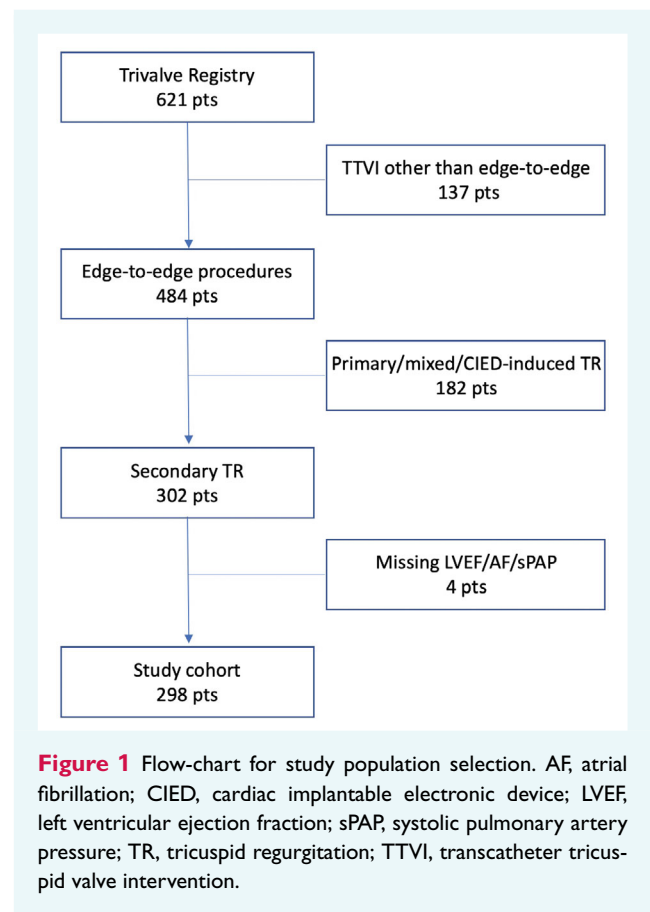 Trivalve Registry
621 pts
TTVI other than edge-to-edge
137 pts
Edge-to-edge procedures
484 pts
Primary/mixed/CIED-induced TR
182 pts
Secondary TR
302 pts
Missing LVEF/AF/sPAP
4 pts
Study cohort
298 pts
Figure 1 Flow-chart for study population selection. AF, atrial
fibrillation; CIED, cardiac implantable electronic device; LVEF,
left ventricular ejection fraction; sPAP, systolic pulmonary artery
pressure; TR, tricuspid regurgitation; TTVI, transcatheter tricus-
pid valve intervention.